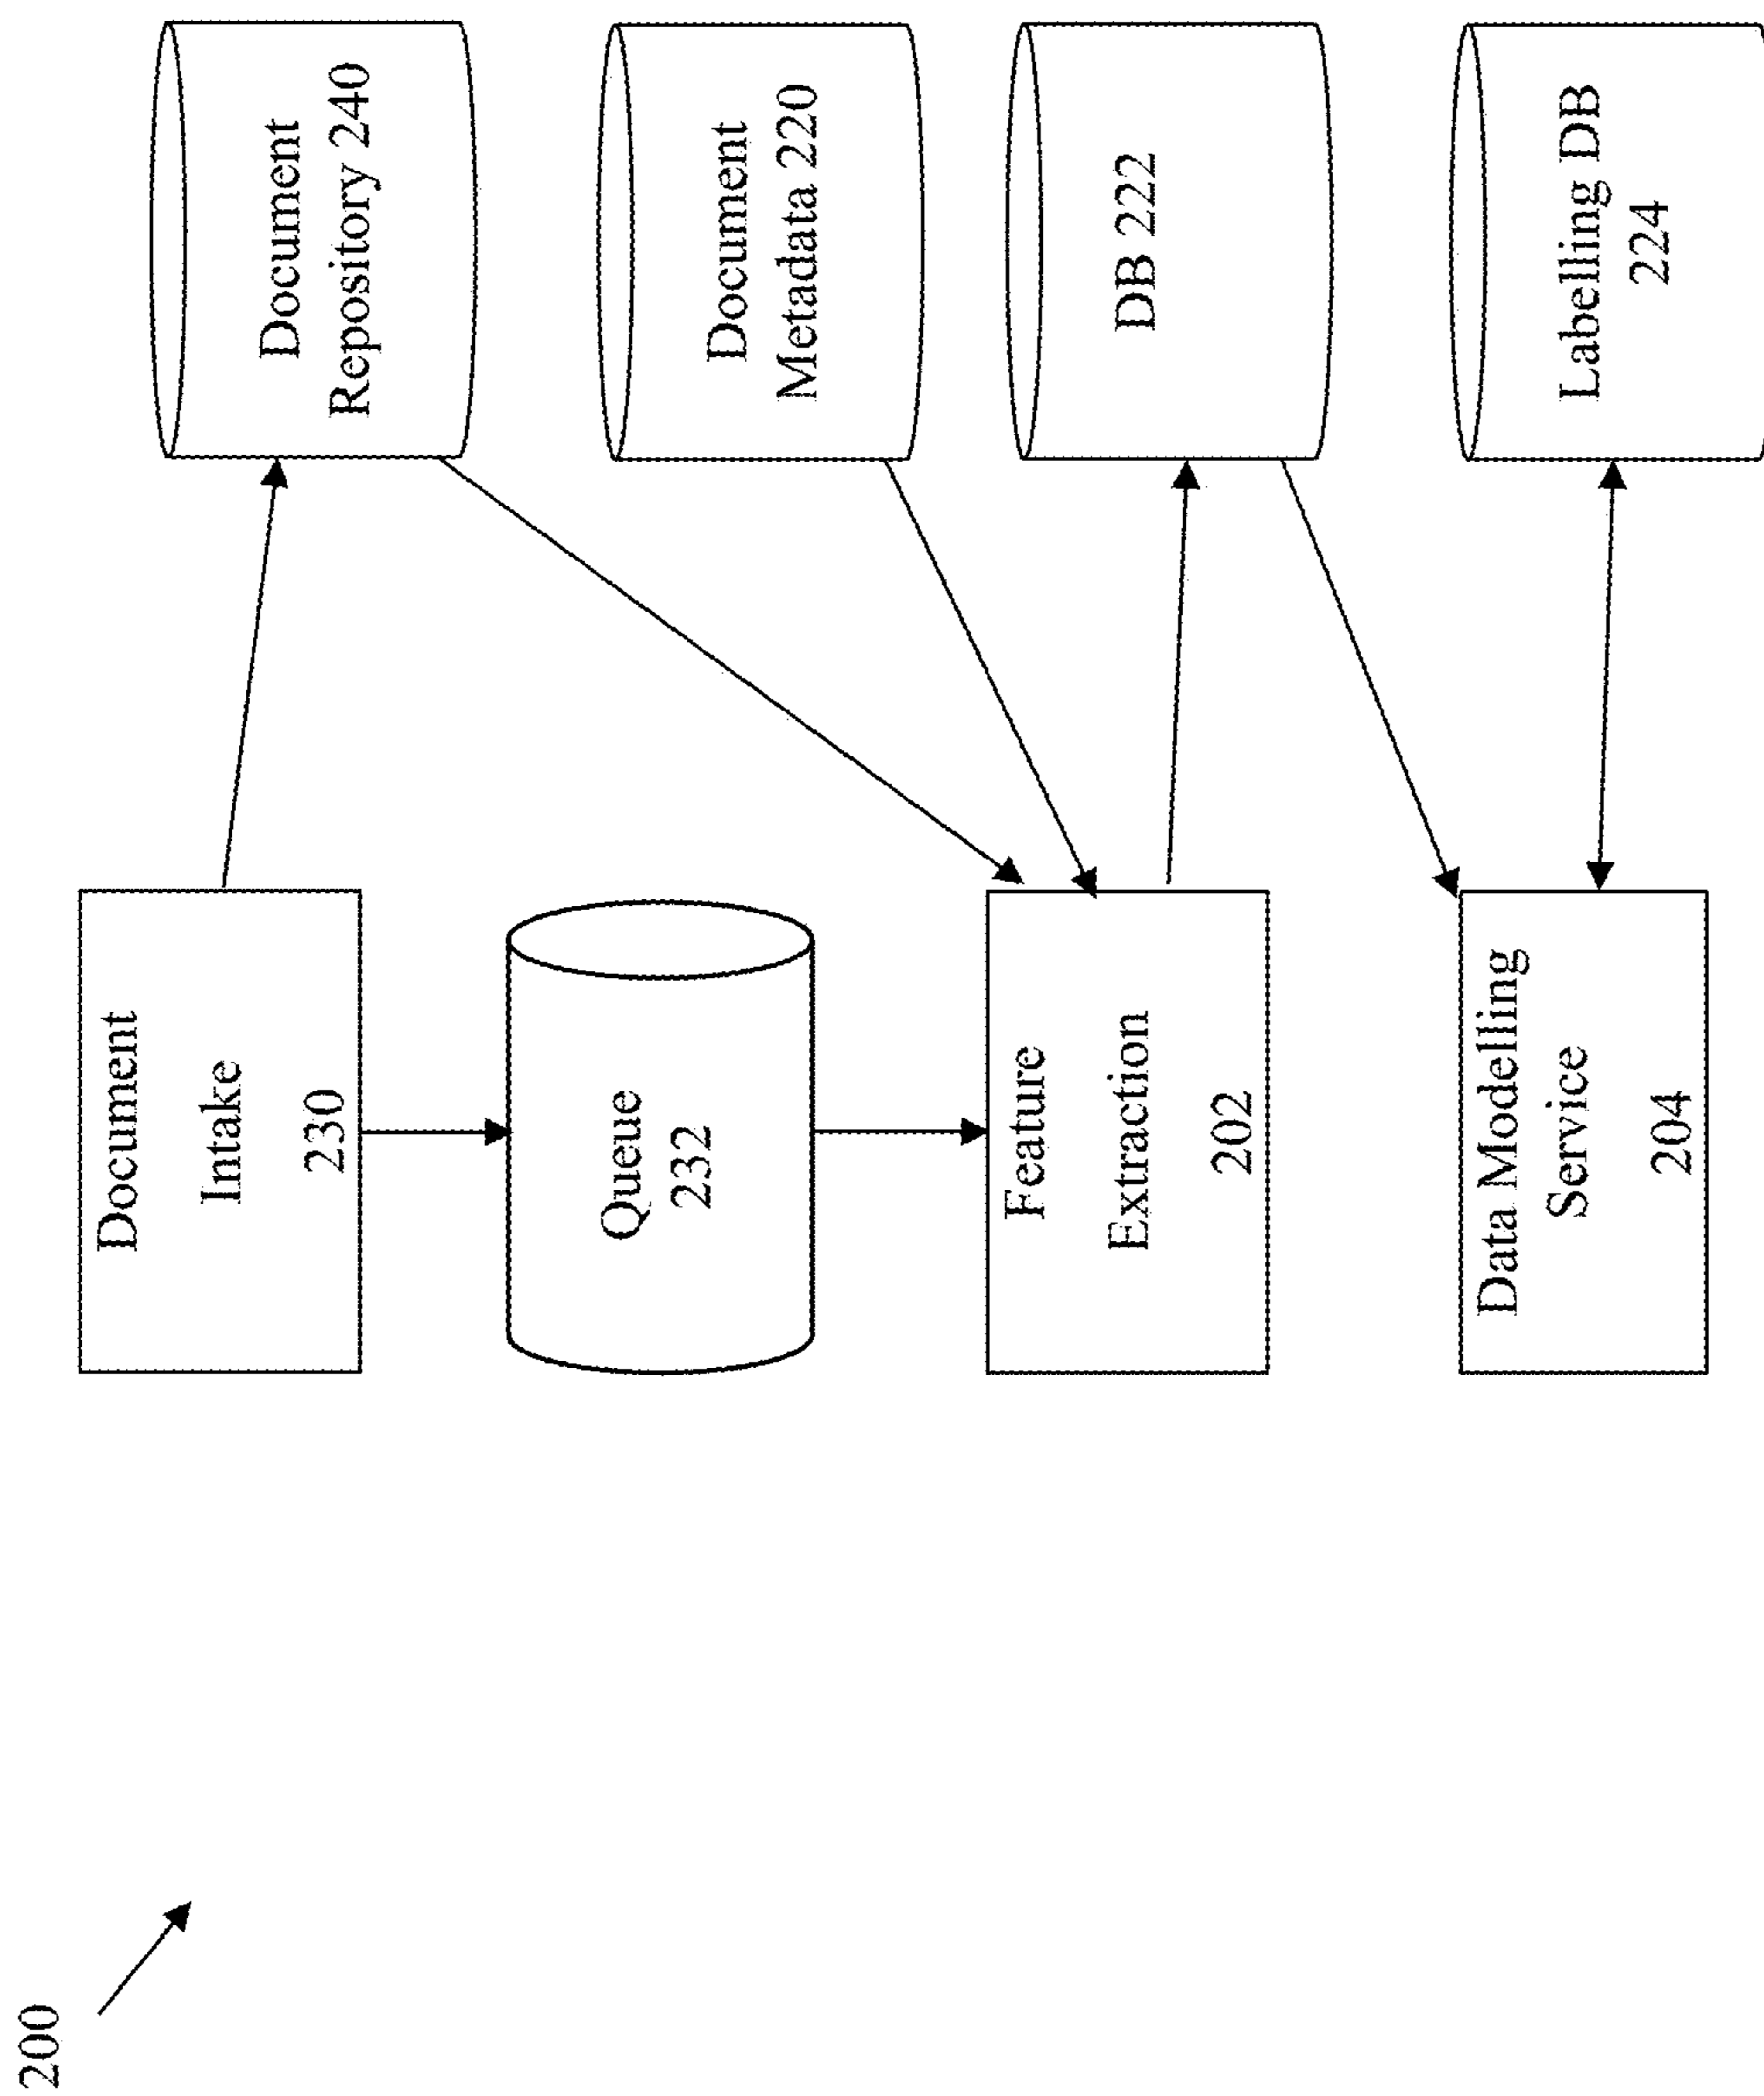 200
Document
Intake
230
Queue
232
Feature
Extraction
202
Data Modelling
Service
204
Document
Repository 240
Document
Metadata 220
DB 222
Labelling DB
224